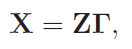 X = ZΓ,